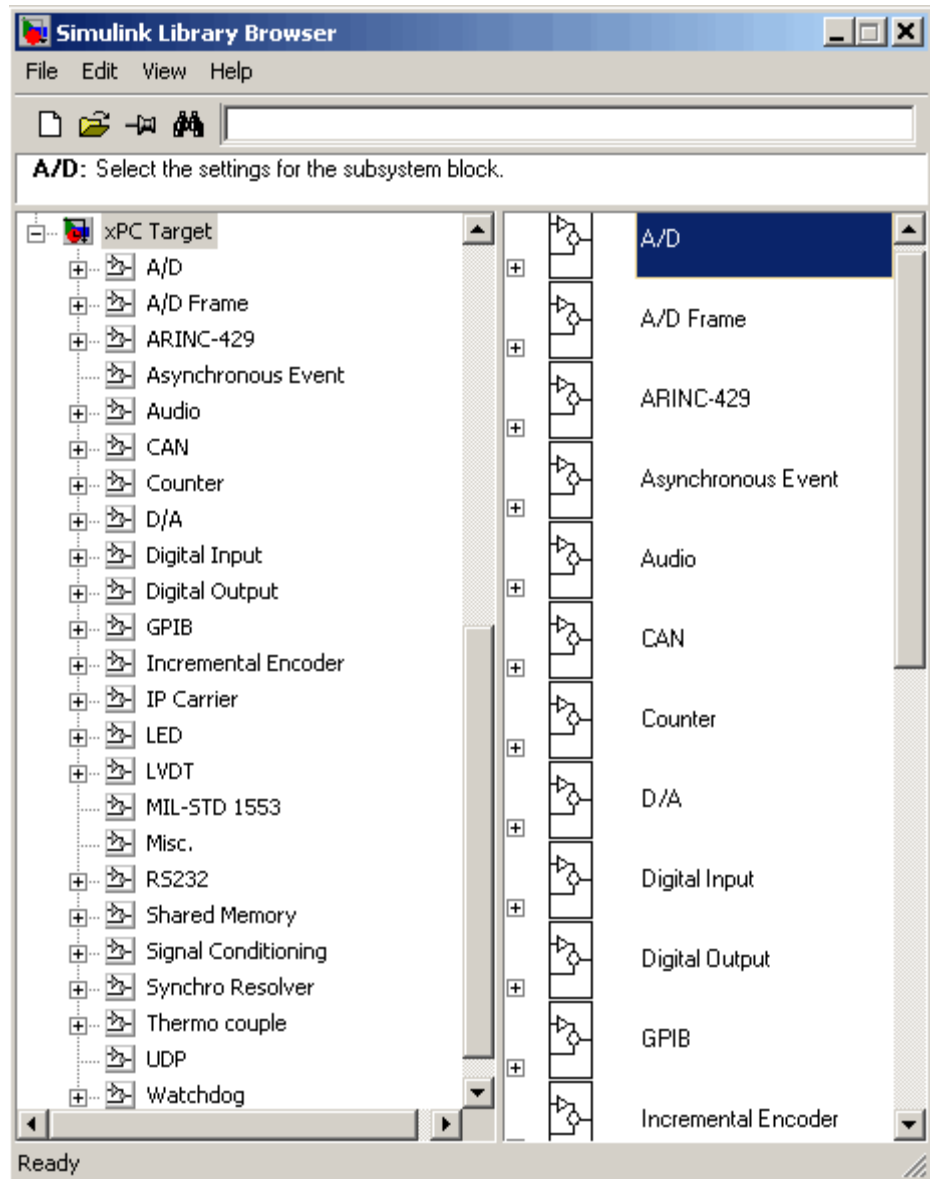 Simulink Library Browser
File Edit View Help
A/D: Select the settings for the subsystem block.
xPC Target
A/D
A/D Frame
ARINC-429
Asynchronous Event
Audio
CAN
Counter
D/A
Digital Input
Digital Output
GPIB
Incremental Encoder
IP Carrier
LED
LVDT
MIL-STD 1553
Misc.
RS232
Shared Memory
Signal Conditioning
Synchro Resolver
Thermo couple
UDP
Watchdog
A/D
A/D Frame
ARINC-429
Asynchronous Event
Audio
CAN
Counter
D/A
Digital Input
Digital Output
GPIB
Incremental Encoder
Ready